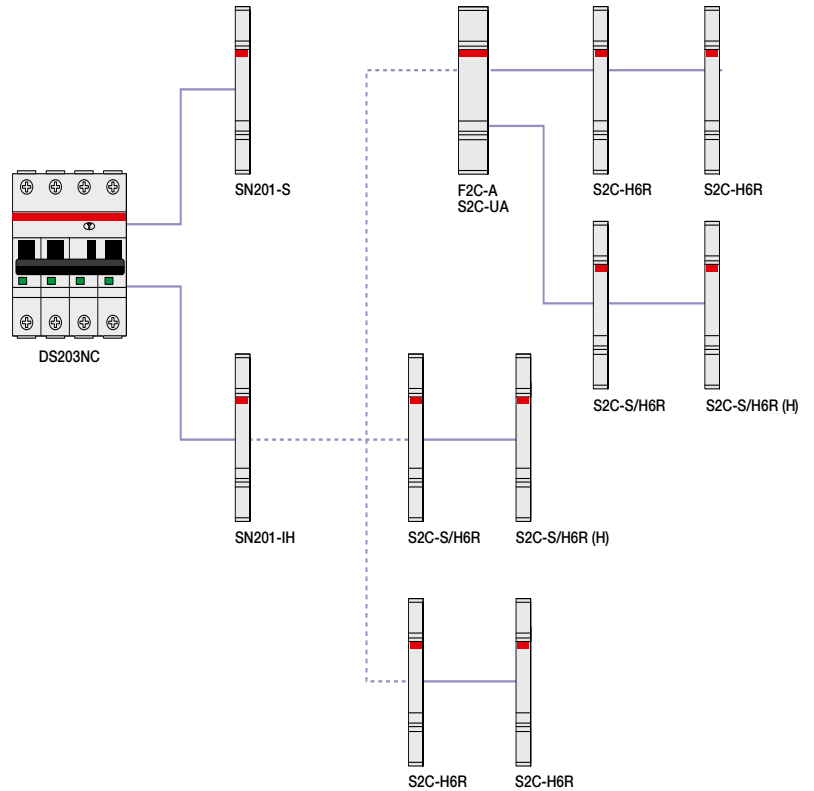 SN201-S
F2C-A
S2C-UA
S2C-H6R
S2C-H6R
DS203NC
S2C-S/H6R
S2C-S/H6R (H)
SN201-IH
S2C-S/H6R
S2C-S/H6R (H)
S2C-H6R
S2C-H6R